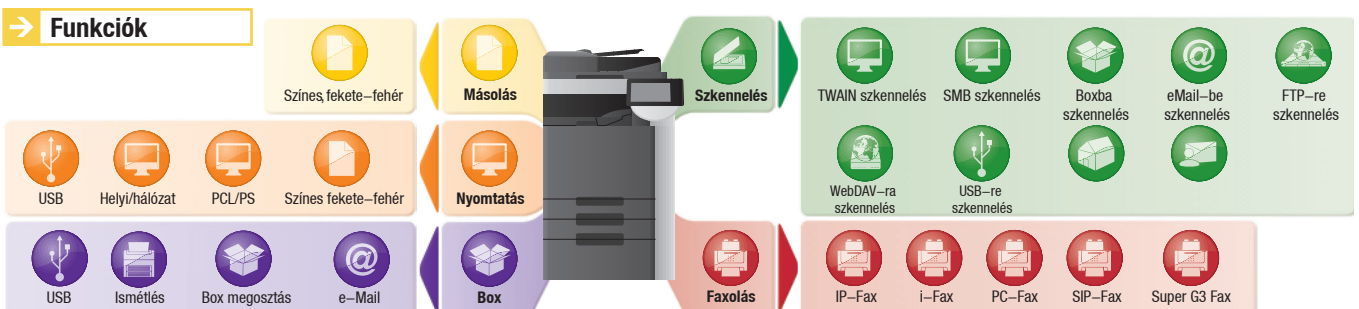 Funkciók
Színes, fekete–fehér
Másolás
Szkennelés
TWAIN szkennelés
SMB szkennelés
Boxba
szkennelés
eMail–be
szkennelés
FTP–re
szkennelés
WebDAV–ra
szkennelés
USB–re
szkennelés
USB
Helyi/hálózat
PCL/PS
Színes fekete–fehér
Nyomtatás
USB
Ismétlés
Box megosztás
e–Mail
Box
Faxolás
IP–Fax
i–Fax
PC–Fax
SIP–Fax
Super G3 Fax